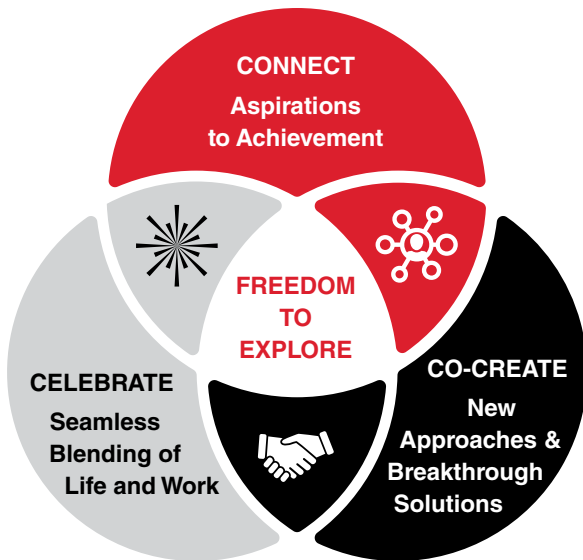 CONNECT
Aspirations
to Achievement
FREEDOM
TO
EXPLORE
CELEBRATE
Seamless
Blending of
Life and Work
CO-CREATE
New
Approaches &
Breakthrough
Solutions